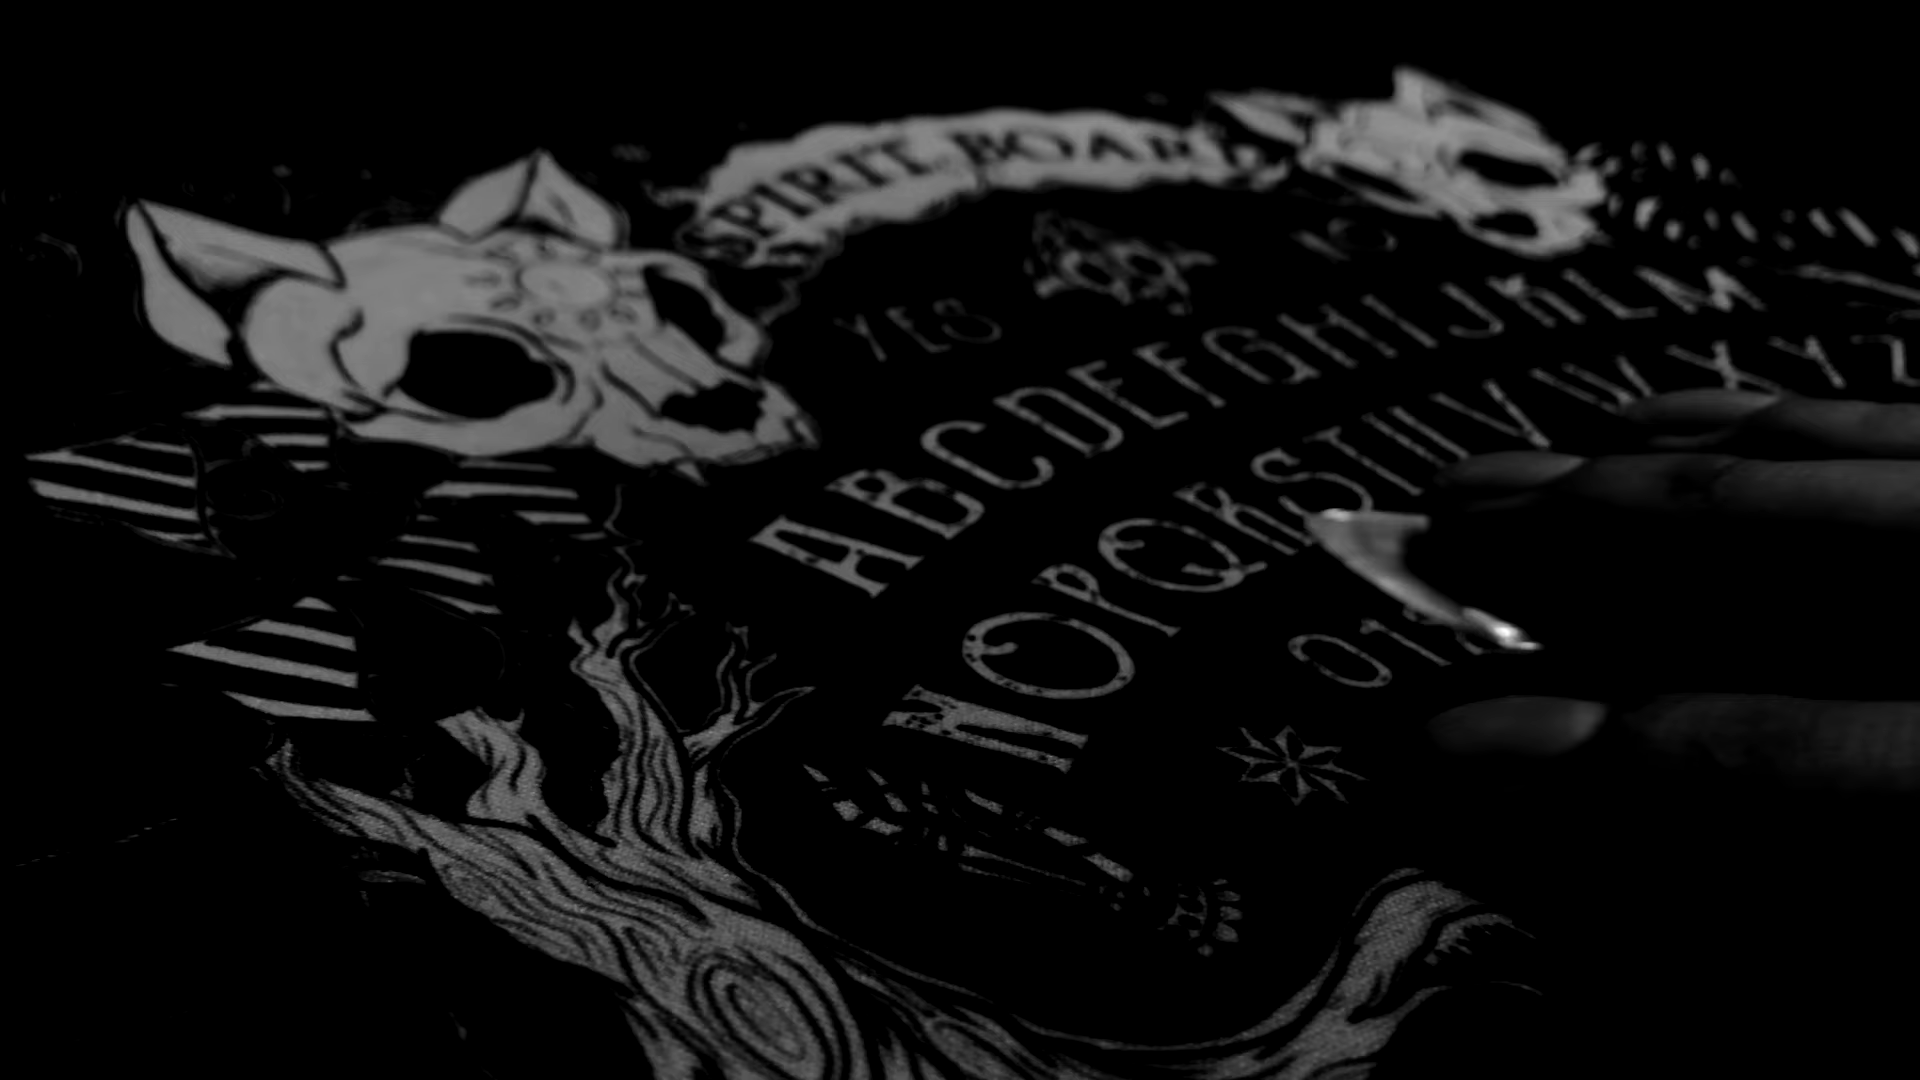 SPIRIT BOARD
YES NO
ABCDEFGHIJKLM
NOPQRSTUVWXYZ
01